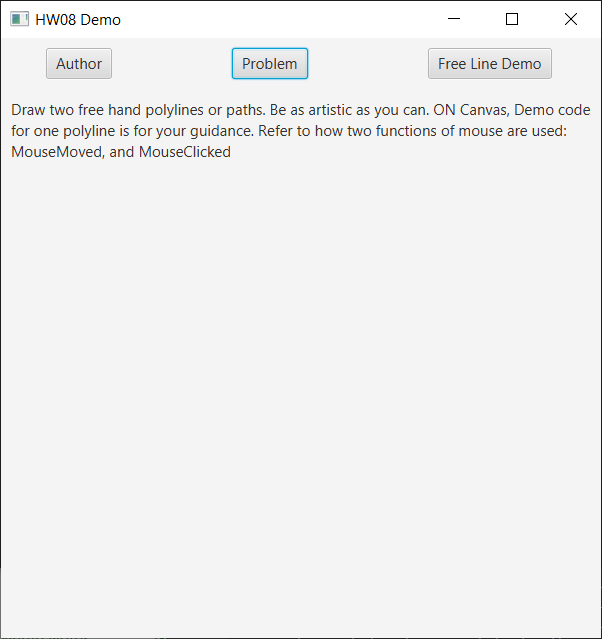 HW08 Demo
Author Problem Free Line Demo
Draw two free hand polylines or paths. Be as artistic as you can. ON Canvas, Demo code
for one polyline is for your guidance. Refer to how two functions of mouse are used:
MouseMoved, and MouseClicked